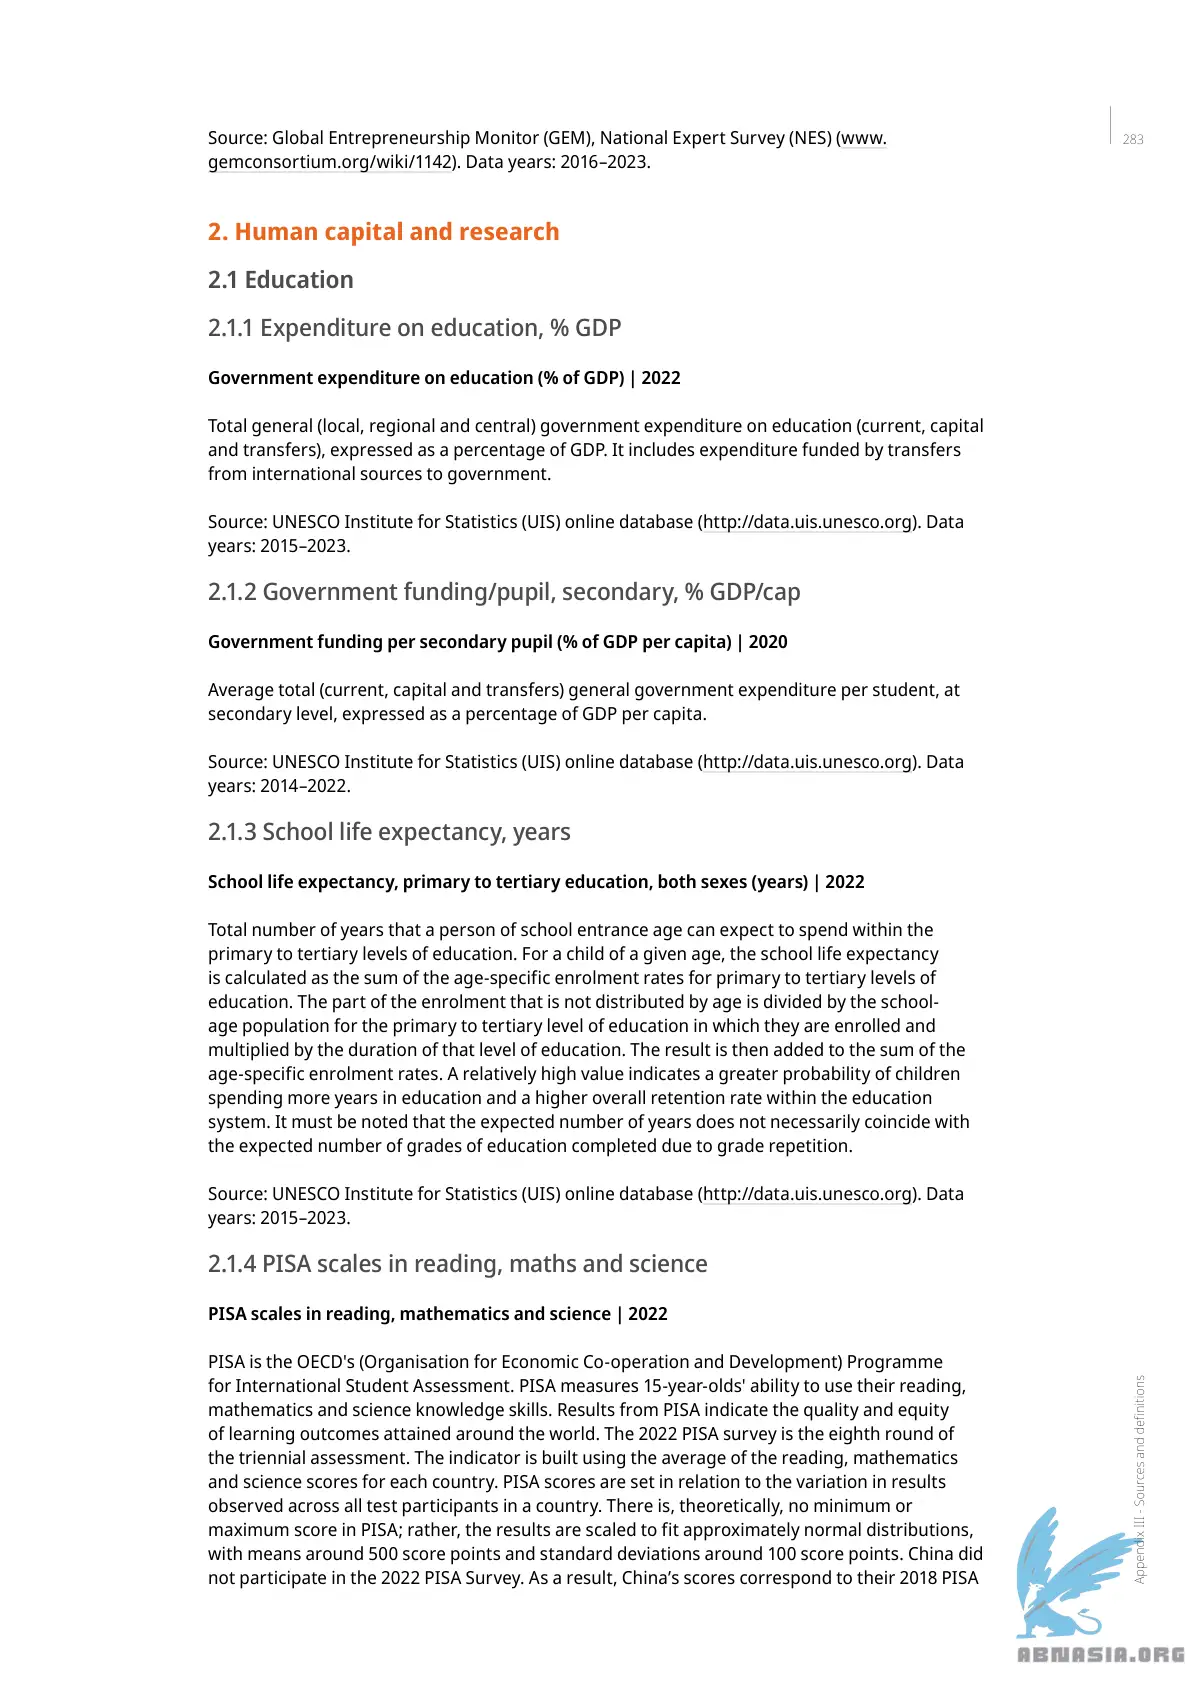 Source: Global Entrepreneurship Monitor (GEM), National Expert Survey (NES) (www.
gemconsortium.org/wiki/1142). Data years: 2016–2023.
283
2. Human capital and research
2.1 Education
2.1.1 Expenditure on education, % GDP
Government expenditure on education (% of GDP) | 2022
Total general (local, regional and central) government expenditure on education (current, capital
and transfers), expressed as a percentage of GDP. It includes expenditure funded by transfers
from international sources to government.
Source: UNESCO Institute for Statistics (UIS) online database (http://data.uis.unesco.org). Data
years: 2015–2023.
2.1.2 Government funding/pupil, secondary, % GDP/cap
Government funding per secondary pupil (% of GDP per capita) | 2020
Average total (current, capital and transfers) general government expenditure per student, at
secondary level, expressed as a percentage of GDP per capita.
Source: UNESCO Institute for Statistics (UIS) online database (http://data.uis.unesco.org). Data
years: 2014–2022.
2.1.3 School life expectancy, years
School life expectancy, primary to tertiary education, both sexes (years) | 2022
Total number of years that a person of school entrance age can expect to spend within the
primary to tertiary levels of education. For a child of a given age, the school life expectancy
is calculated as the sum of the age-specific enrolment rates for primary to tertiary levels of
education. The part of the enrolment that is not distributed by age is divided by the school-
age population for the primary to tertiary level of education in which they are enrolled and
multiplied by the duration of that level of education. The result is then added to the sum of the
age-specific enrolment rates. A relatively high value indicates a greater probability of children
spending more years in education and a higher overall retention rate within the education
system. It must be noted that the expected number of years does not necessarily coincide with
the expected number of grades of education completed due to grade repetition.
Source: UNESCO Institute for Statistics (UIS) online database (http://data.uis.unesco.org). Data
years: 2015–2023.
2.1.4 PISA scales in reading, maths and science
PISA scales in reading, mathematics and science | 2022
PISA is the OECD's (Organisation for Economic Co-operation and Development) Programme
for International Student Assessment. PISA measures 15-year-olds' ability to use their reading,
mathematics and science knowledge skills. Results from PISA indicate the quality and equity
of learning outcomes attained around the world. The 2022 PISA survey is the eighth round of
the triennial assessment. The indicator is built using the average of the reading, mathematics
and science scores for each country. PISA scores are set in relation to the variation in results
observed across all test participants in a country. There is, theoretically, no minimum or
maximum score in PISA; rather, the results are scaled to fit approximately normal distributions,
with means around 500 score points and standard deviations around 100 score points. China did
not participate in the 2022 PISA Survey. As a result, China’s scores correspond to their 2018 PISA
Appendix III - Sources and definitions
ABNASIA.ORG